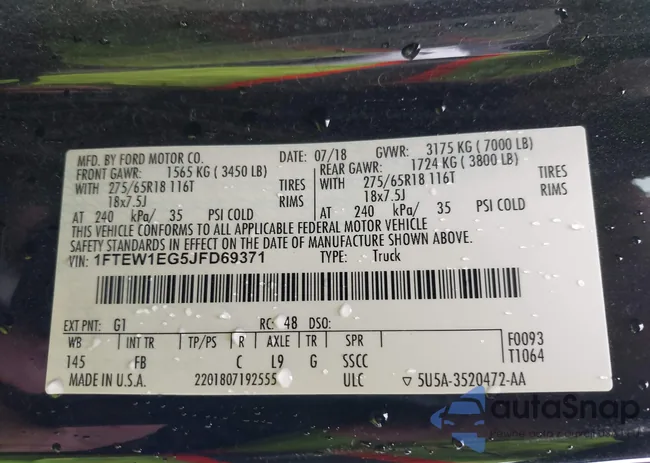 MFD. BY FORD MOTOR CO. DATE: 07/18 GVWR: 3175 KG ( 7000 LB)
FRONT GAWR: 1565 KG ( 3450 LB) REAR GAWR: 1724 KG ( 3800 LB)
WITH 275/65R18 116T TIRES WITH 275/65R18 116T TIRES
18x7.5J RIMS 18x7.5J RIMS
AT 240 kPa/ 35 PSI COLD AT 240 kPa/ 35 PSI COLD
THIS VEHICLE CONFORMS TO ALL APPLICABLE FEDERAL MOTOR VEHICLE
SAFETY STANDARDS IN EFFECT ON THE DATE OF MANUFACTURE SHOWN ABOVE.
VIN: 1FTEW1EG5JFD69371 TYPE: Truck
EXT PNT: G1 RC: 48 DSO:
WB INT TR TP/PS R AXLE TR SPR F0093
145 FB C L9 G SSCC T1064
MADE IN U.S.A. 2201807192555 ULC ▽ 5U5A-3520472-AA
autoSnap